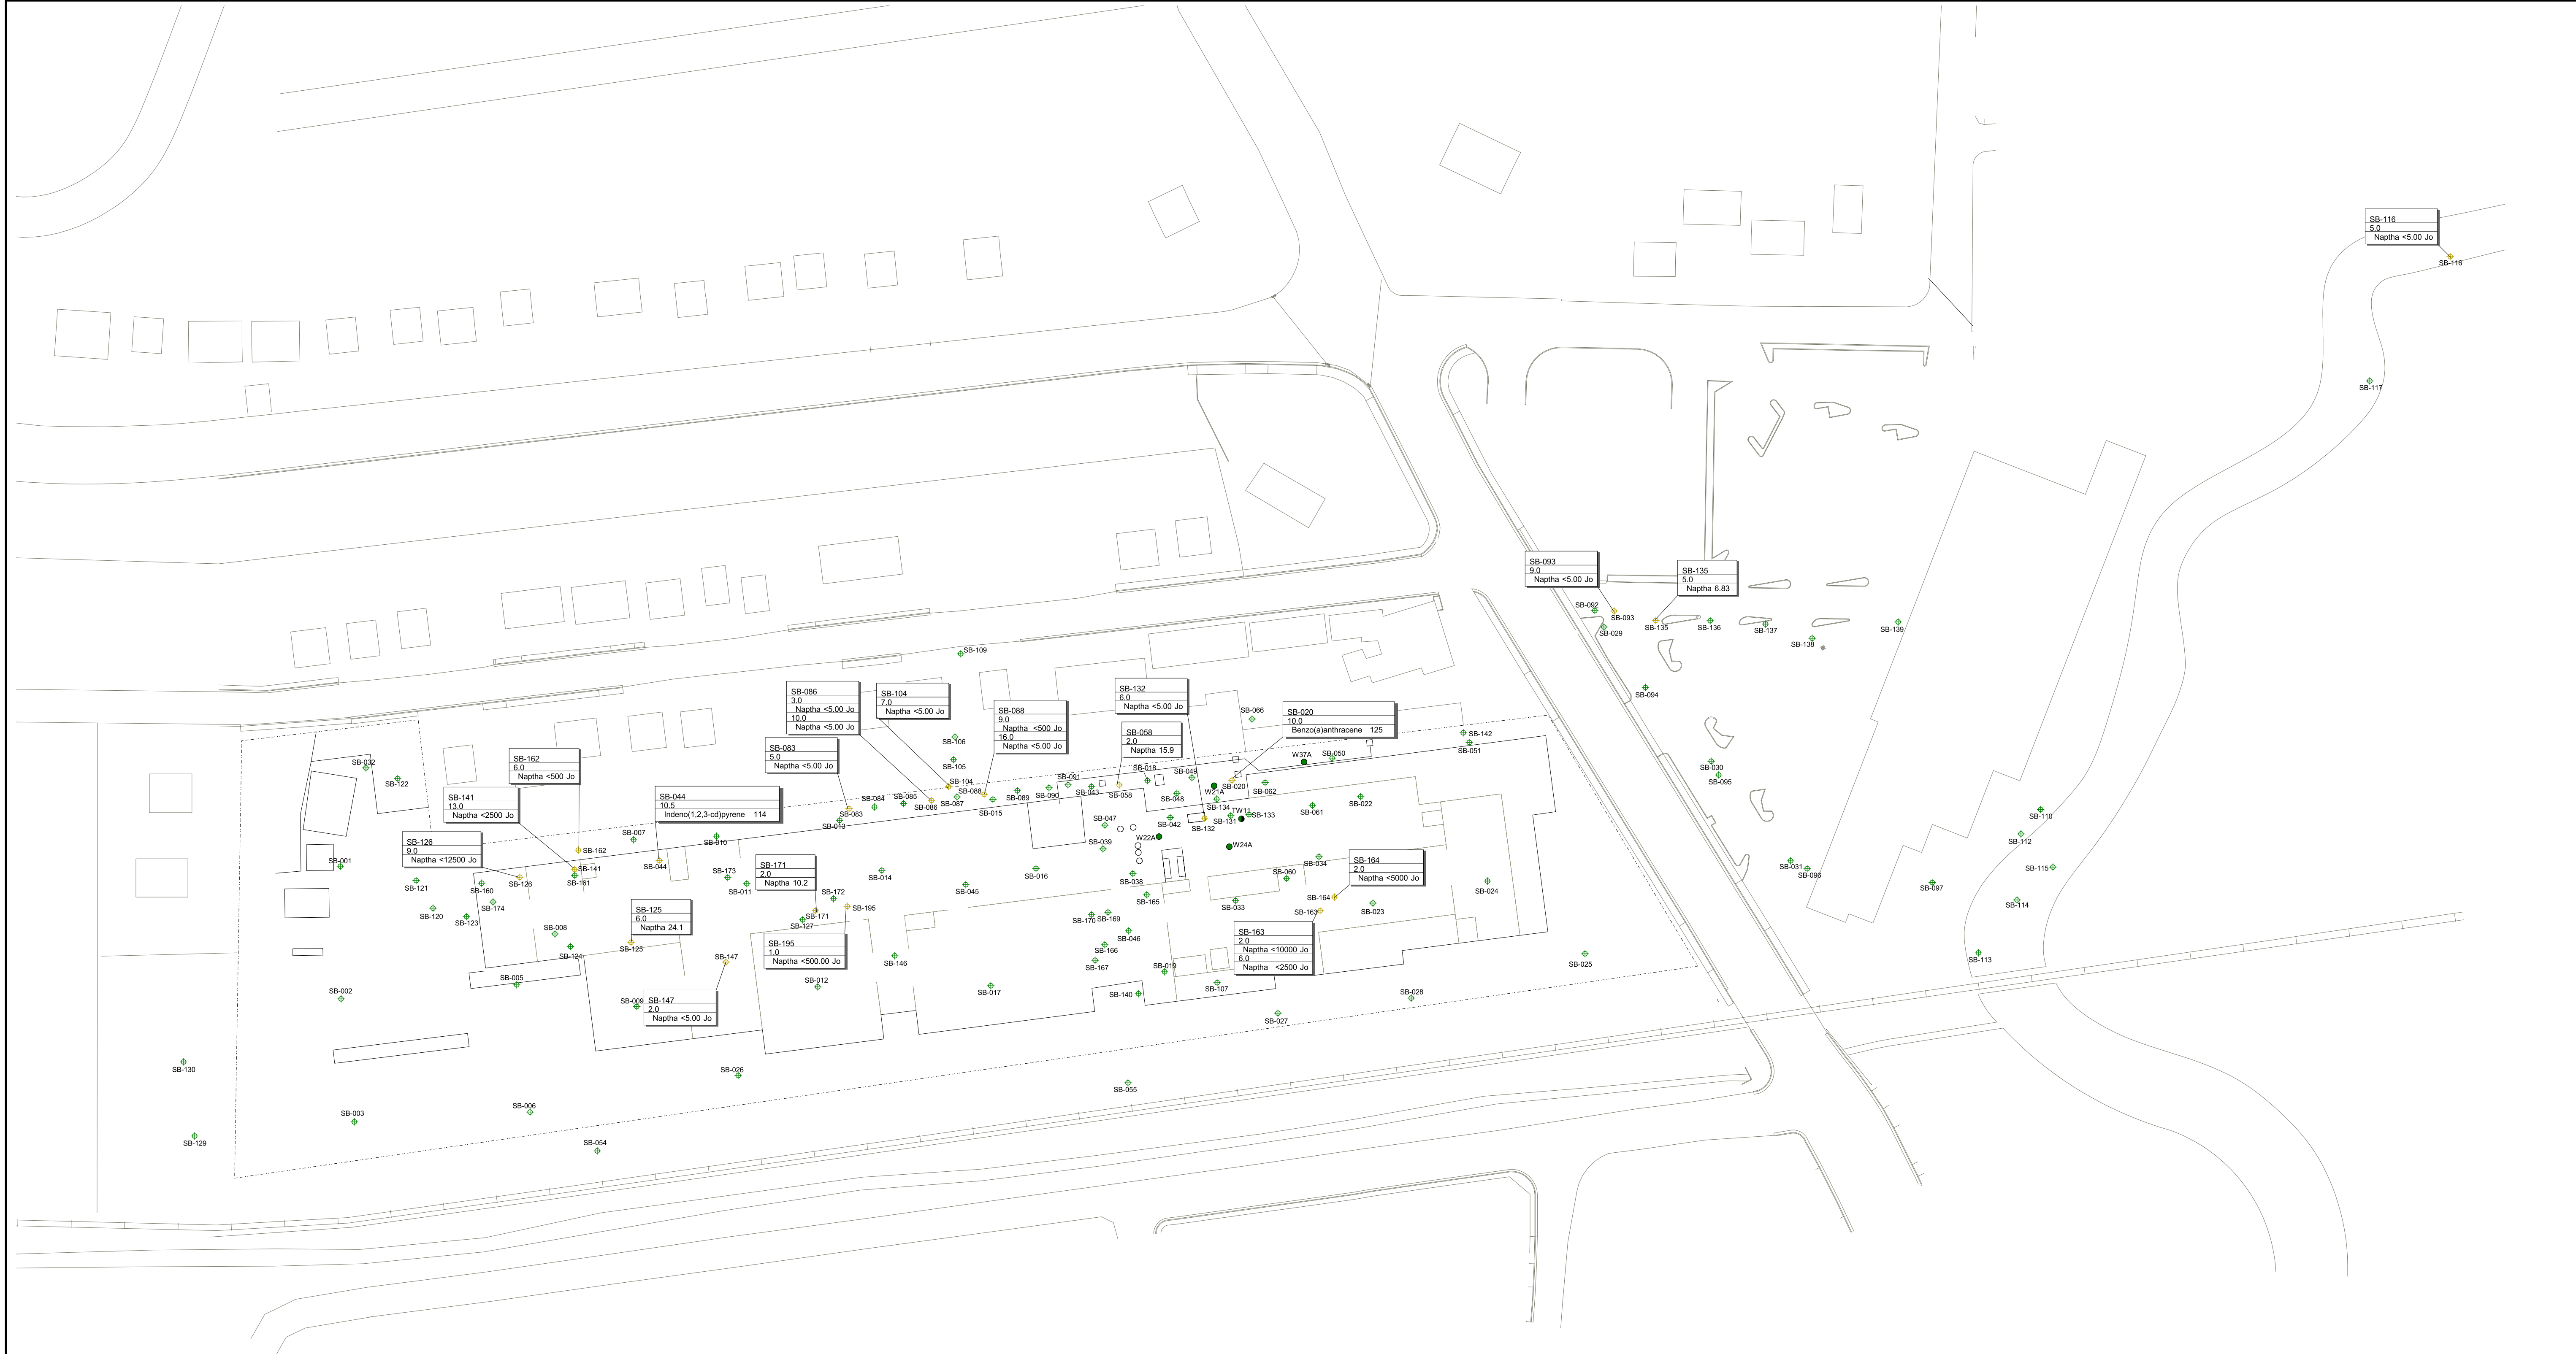 SB-116
5.0
Naptha <5.00 Jo
SB-116
SB-117
SB-093
9.0
Naptha <5.00 Jo
SB-135
5.0
Naptha 6.83
SB-092
SB-093
SB-029
SB-135
SB-136
SB-137
SB-138
SB-139
SB-109
SB-094
SB-086
3.0
Naptha <5.00 Jo
10.0
Naptha <5.00 Jo
SB-104
7.0
Naptha <5.00 Jo
SB-088
9.0
Naptha <500 Jo
16.0
Naptha <5.00 Jo
SB-132
6.0
Naptha <5.00 Jo
SB-058
2.0
Naptha 15.9
SB-020
10.0
Benzo(a)anthracene 125
SB-066
SB-142
SB-051
SB-083
5.0
Naptha <5.00 Jo
SB-106
SB-105
SB-162
6.0
Naptha <500 Jo
SB-032
SB-122
SB-141
13.0
Naptha <2500 Jo
SB-044
10.5
Indeno(1,2,3-cd)pyrene 114
SB-126
9.0
Naptha <12500 Jo
W37A
SB-050
SB-030
SB-095
SB-104
SB-088
SB-087
SB-086
SB-085
SB-084
SB-083
SB-013
SB-015
SB-089
SB-090
SB-091
SB-043
SB-058
SB-018
SB-049
SB-048
W21A
SB-020
SB-062
SB-134
TW11
SB-133
SB-131
SB-132
SB-061
SB-022
SB-042
SB-047
W22A
W24A
SB-039
SB-007
SB-010
SB-162
SB-141
SB-161
SB-044
SB-001
SB-121
SB-160
SB-126
SB-174
SB-120
SB-123
SB-173
SB-011
SB-171
2.0
Naptha 10.2
SB-172
SB-014
SB-045
SB-016
SB-038
SB-165
SB-034
SB-060
SB-164
2.0
Naptha <5000 Jo
SB-164
SB-163
SB-033
SB-023
SB-024
SB-031
SB-096
SB-097
SB-110
SB-112
SB-115
SB-114
SB-113
SB-125
6.0
Naptha 24.1
SB-125
SB-008
SB-124
SB-171
SB-127
SB-195
SB-195
1.0
Naptha <500.00 Jo
SB-170
SB-169
SB-046
SB-166
SB-167
SB-019
SB-163
2.0
Naptha <10000 Jo
6.0
Naptha <2500 Jo
SB-146
SB-147
SB-147
2.0
Naptha <5.00 Jo
SB-009
SB-005
SB-002
SB-012
SB-017
SB-140
SB-107
SB-025
SB-028
SB-027
SB-130
SB-026
SB-055
SB-003
SB-006
SB-129
SB-054